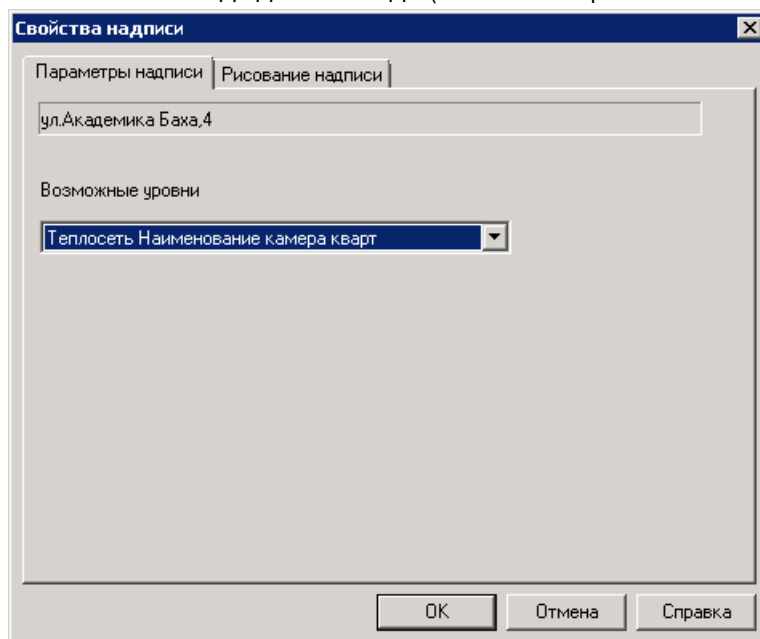 Свойства надписи
Параметры надписи Рисование надписи
ул.Академика Баха,4
Возможные уровни
Теплосеть Наименование камера кварт
OK Отмена Справка